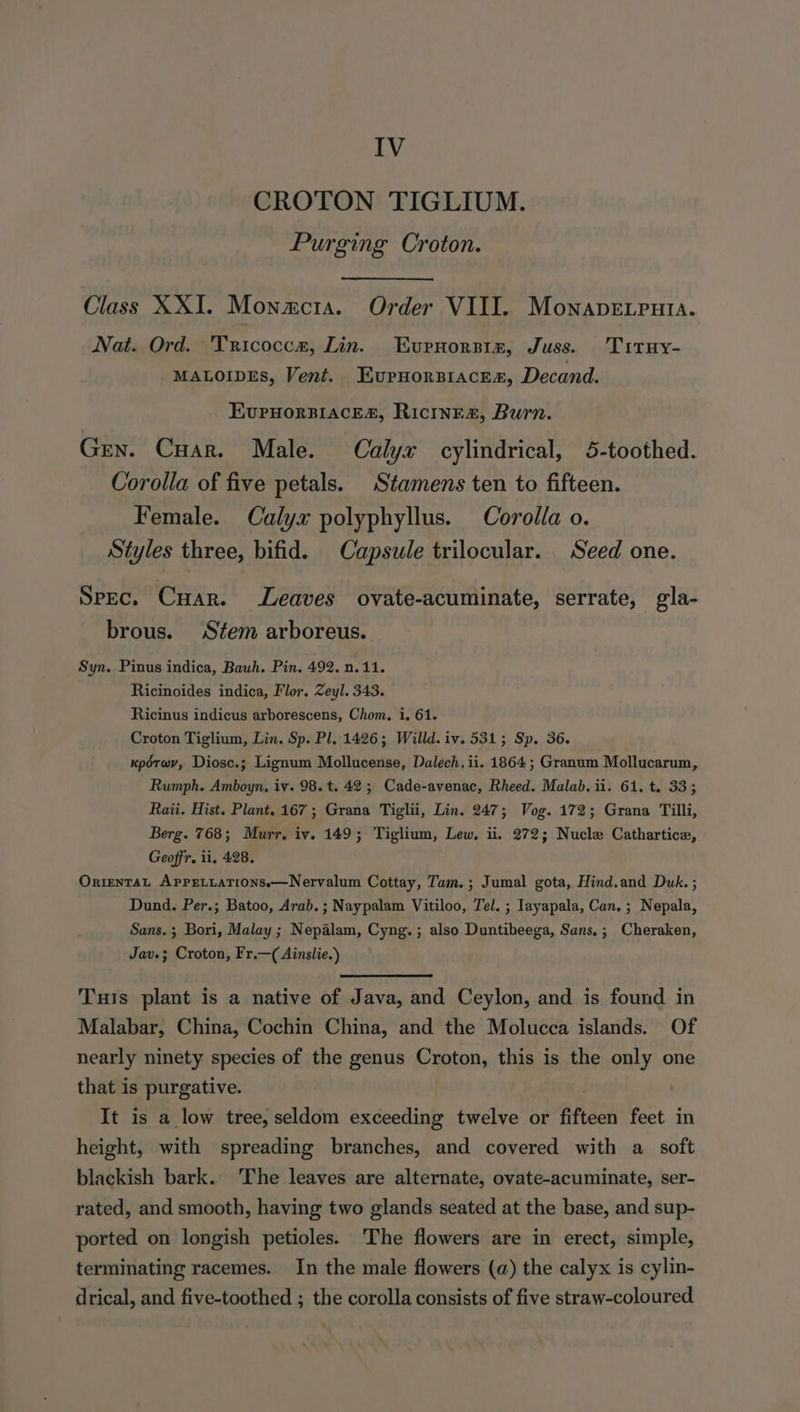 IV
CROTON TIGLIUM.
Purging Croton.
Class XXI. Monæcia. Order VIII. Monadelphia.
Nat. Ord. Tricoccæ, Lin. Euphorbiæ, Juss. Tithy-
maloides, Vent. Euphorbiaceæ, Decand.
Euphorbiaceæ, Ricineæ, Burn.
Gen. Char. Male. Calyx cylindrical, 5-toothed.
Corolla of five petals. Stamens ten to fifteen.
Female. Calyx polyphyllus. Corolla o.
Styles three, bifid. Capsule trilocular. Seed one.
Spec. Char. Leaves ovate-acuminate, serrate, gla-
brous. Stem arboreus.
Syn. Pinus indica, Bauh. Pin. 492. n. 11.
Ricinoides indica, Flor. Zeyl. 343.
Ricinus indicus arborescens, Chom. i. 61.
Croton Tiglium, Lin. Sp. Pl. 1426; Willd. iv. 531; Sp. 36.
κρότων, Diosc.; Lignum Mollucense, Dalech. ii. 1864; Granum Mollucarum,
Rumph. Amboyn. iv. 98. t. 42; Cade-avenac, Rheed. Malab. ii. 61. t. 33;
Raii. Hist. Plant. 167; Grana Tiglii, Lin. 247; Vog. 172; Grana Tilli,
Berg. 768; Murr. iv. 149; Tiglium, Lew. ii. 272; Nuclæ Catharticæ,
Geoffr. ii. 428.
Oriental Appellations.—Nervalum Cottay, Tam.; Jumal gota, Hind. and Duk.;
Dund. Per.; Batoo, Arab.; Naypalam Vitiloo, Tel.; Iayapala, Can.; Nepala,
Sans.; Bori, Malay; Nepalam, Cyng.; also Duntibeega, Sans.; Cheraken,
Jav.; Croton, Fr.—(Ainslie.)
This plant is a native of Java, and Ceylon, and is found in
Malabar, China, Cochin China, and the Molucca islands. Of
nearly ninety species of the genus Croton, this is the only one
that is purgative.
It is a low tree, seldom exceeding twelve or fifteen feet in
height, with spreading branches, and covered with a soft
blackish bark. The leaves are alternate, ovate-acuminate, ser-
rated, and smooth, having two glands seated at the base, and sup-
ported on longish petioles. The flowers are in erect, simple,
terminating racemes. In the male flowers (a) the calyx is cylin-
drical, and five-toothed ; the corolla consists of five straw-coloured